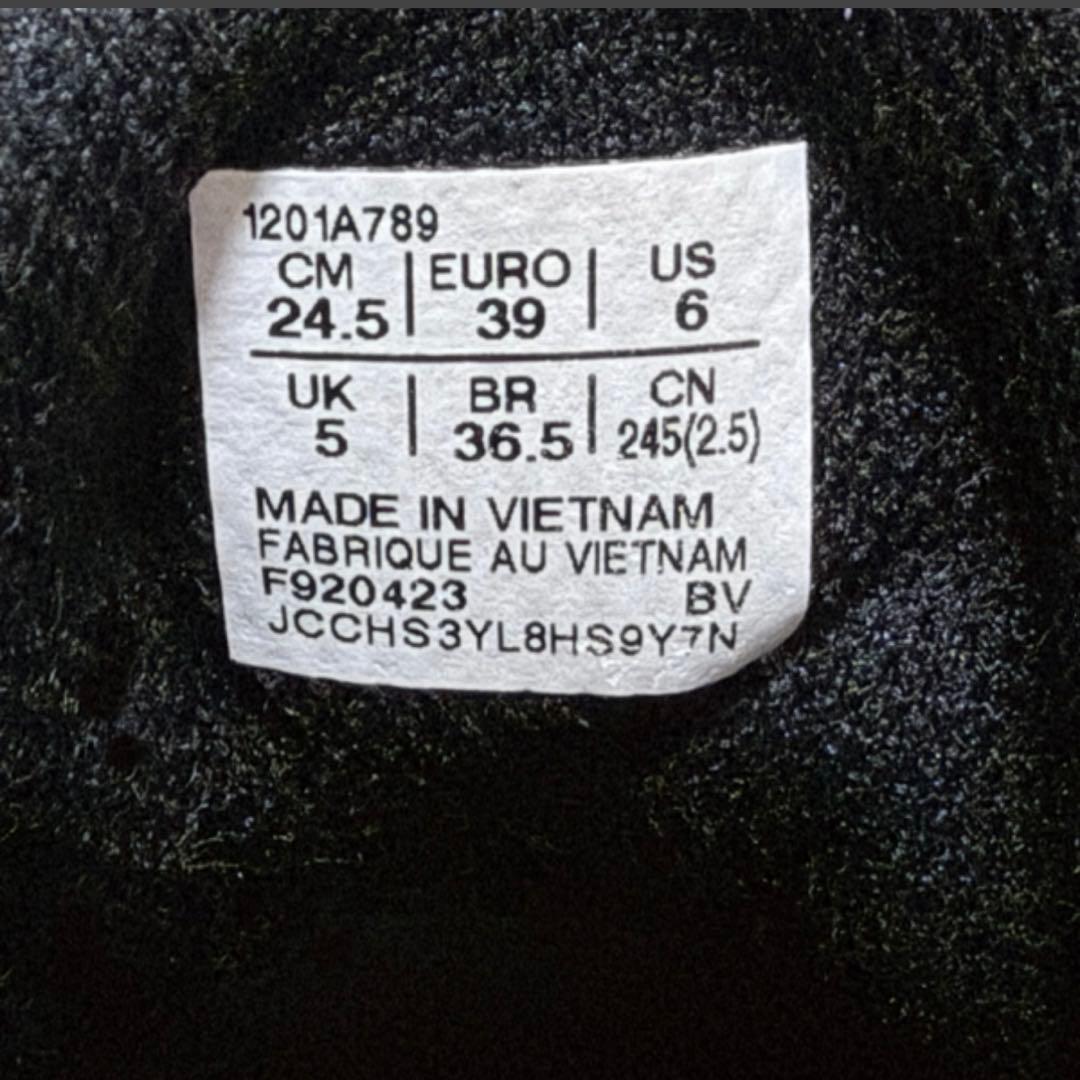 1201A789
CM | EURO | US
24.5 | 39 | 6
UK | BR | CN
5 | 36.5 | 245(2.5)
MADE IN VIETNAM
FABRIQUE AU VIETNAM
F920423 BV
JCCHS3YL8HS9Y7N